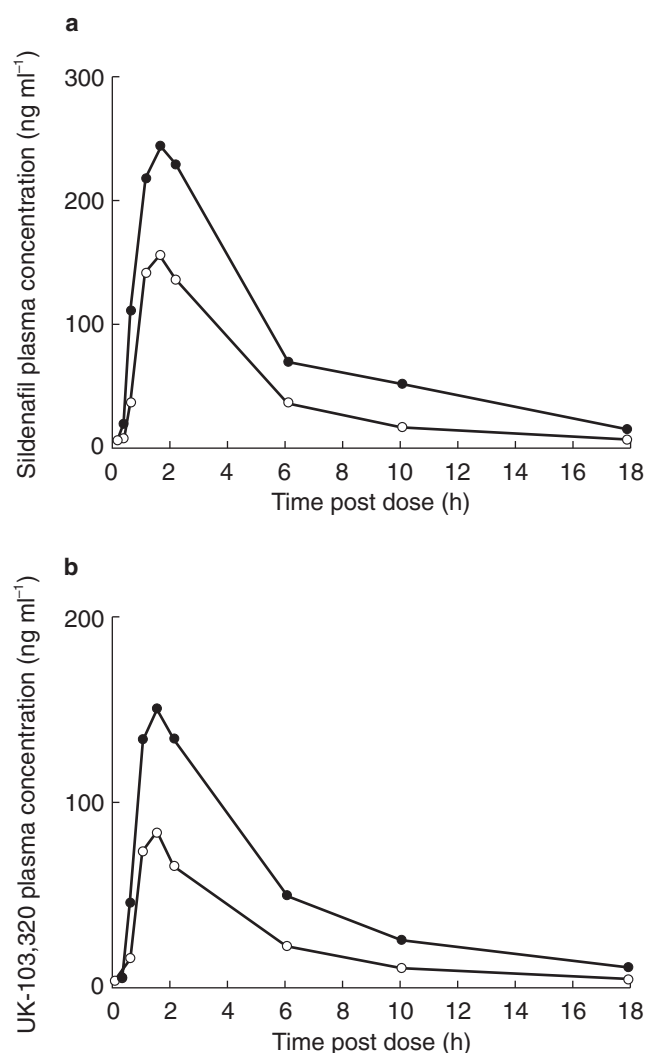 a
Sildenafil plasma concentration (ng ml⁻¹)
300
200
100
0
0 2 4 6 8 10 12 14 16 18
Time post dose (h)
b
UK-103,320 plasma concentration (ng ml⁻¹)
200
100
0
0 2 4 6 8 10 12 14 16 18
Time post dose (h)